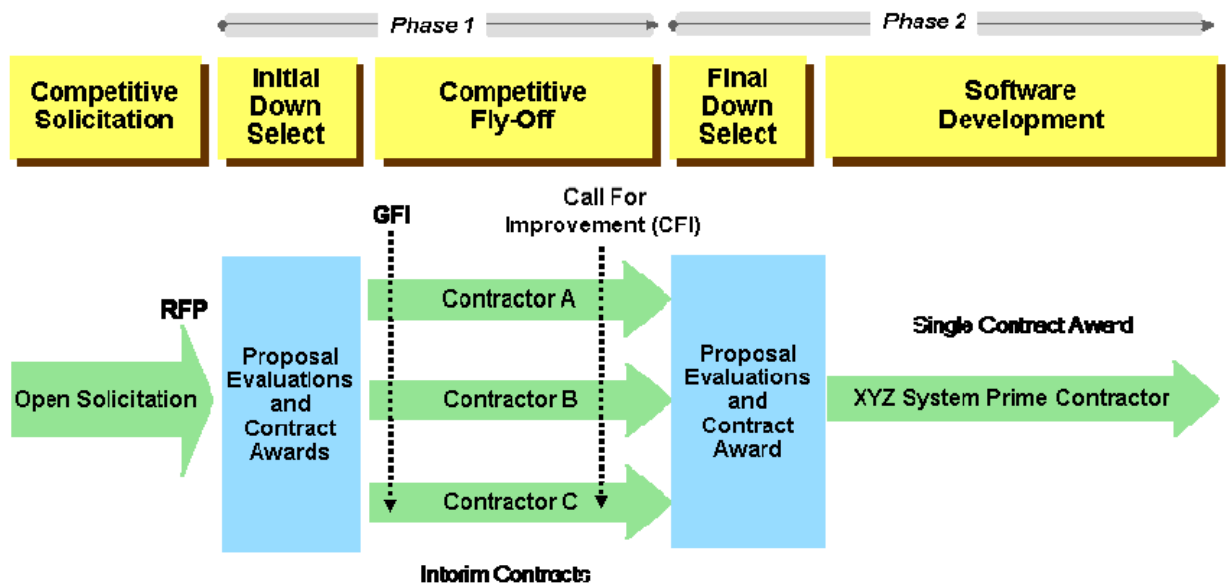 Phase 1
Phase 2
Competitive
Solicitation
Initial
Down
Select
Competitive
Fly-Off
Final
Down
Select
Software
Development
GFI
Call For
Improvement (CFI)
RFP
Open Solicitation
Proposal
Evaluations
and
Contract
Awards
Contractor A
Contractor B
Contractor C
Intorim Contracts
Proposal
Evaluations
and
Contract
Award
Single Contract Award
XYZ System Prime Contractor